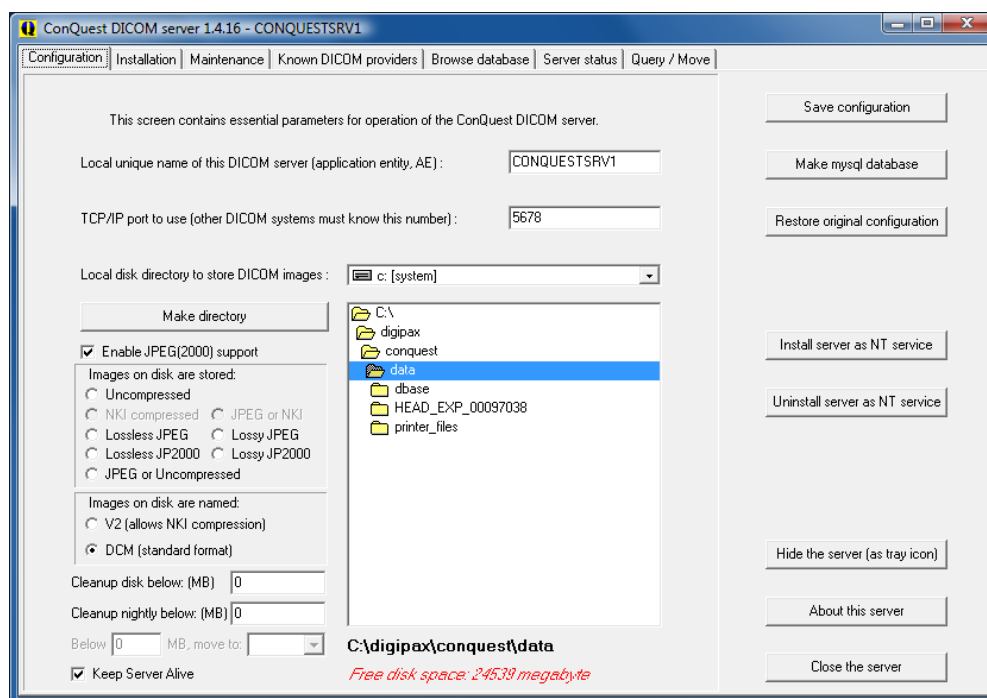 ConQuest DICOM server 1.4.16 - CONQUESTSRV1
Configuration Installation Maintenance Known DICOM providers Browse database Server status Query / Move
This screen contains essential parameters for operation of the ConQuest DICOM server.
Local unique name of this DICOM server (application entity, AE) : CONQUESTSRV1
TCP/IP port to use (other DICOM systems must know this number) : 5678
Local disk directory to store DICOM images : c: [system]
Make directory
Enable JPEG(2000) support
Images on disk are stored:
Uncompressed
NKI compressed JPEG or NKI
Lossless JPEG Lossy JPEG
Lossless JP2000 Lossy JP2000
JPEG or Uncompressed
Images on disk are named:
V2 (allows NKI compression)
DCM (standard format)
Cleanup disk below: (MB) 0
Cleanup nightly below: (MB) 0
Below 0 MB, move to:
Keep Server Alive
C:\
digipax
conquest
data
dbase
HEAD_EXP_00097038
printer_files
C:\digipax\conquest\data
Free disk space: 24539 megabyte
Save configuration
Make mysql database
Restore original configuration
Install server as NT service
Uninstall server as NT service
Hide the server (as tray icon)
About this server
Close the server